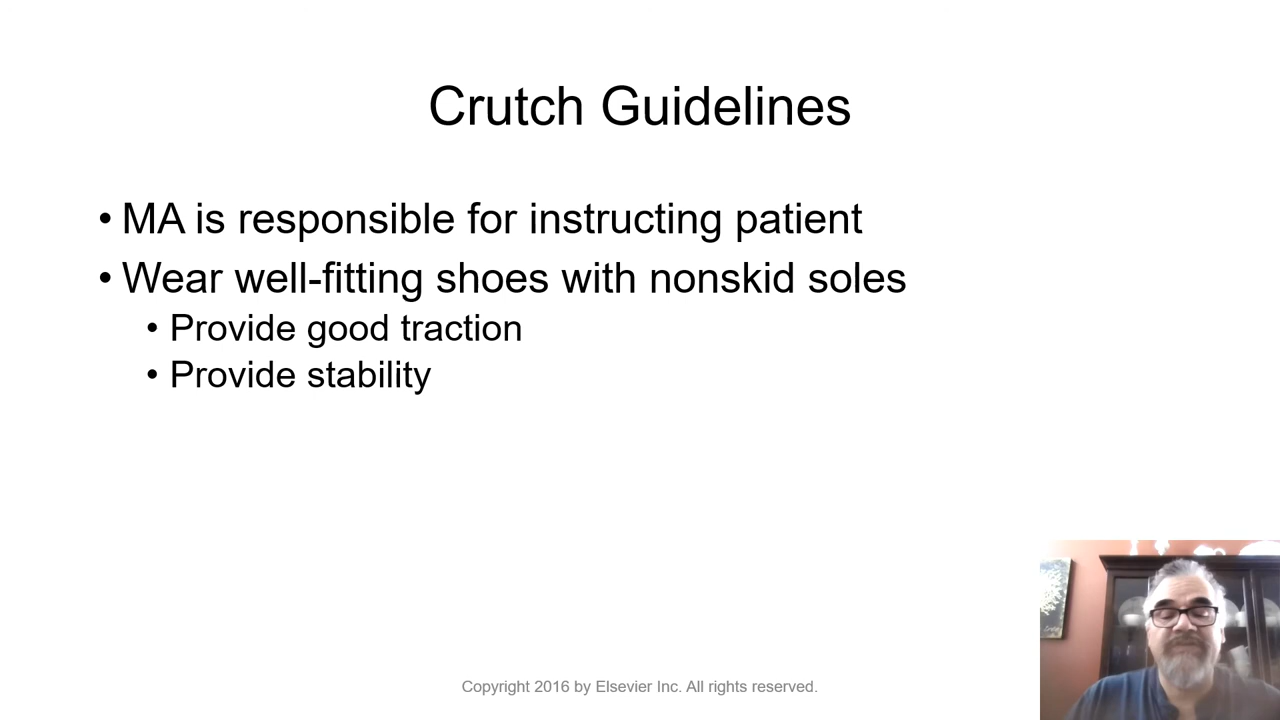 Crutch Guidelines
• MA is responsible for instructing patient
• Wear well-fitting shoes with nonskid soles
• Provide good traction
• Provide stability
Copyright 2016 by Elsevier Inc. All rights reserved.